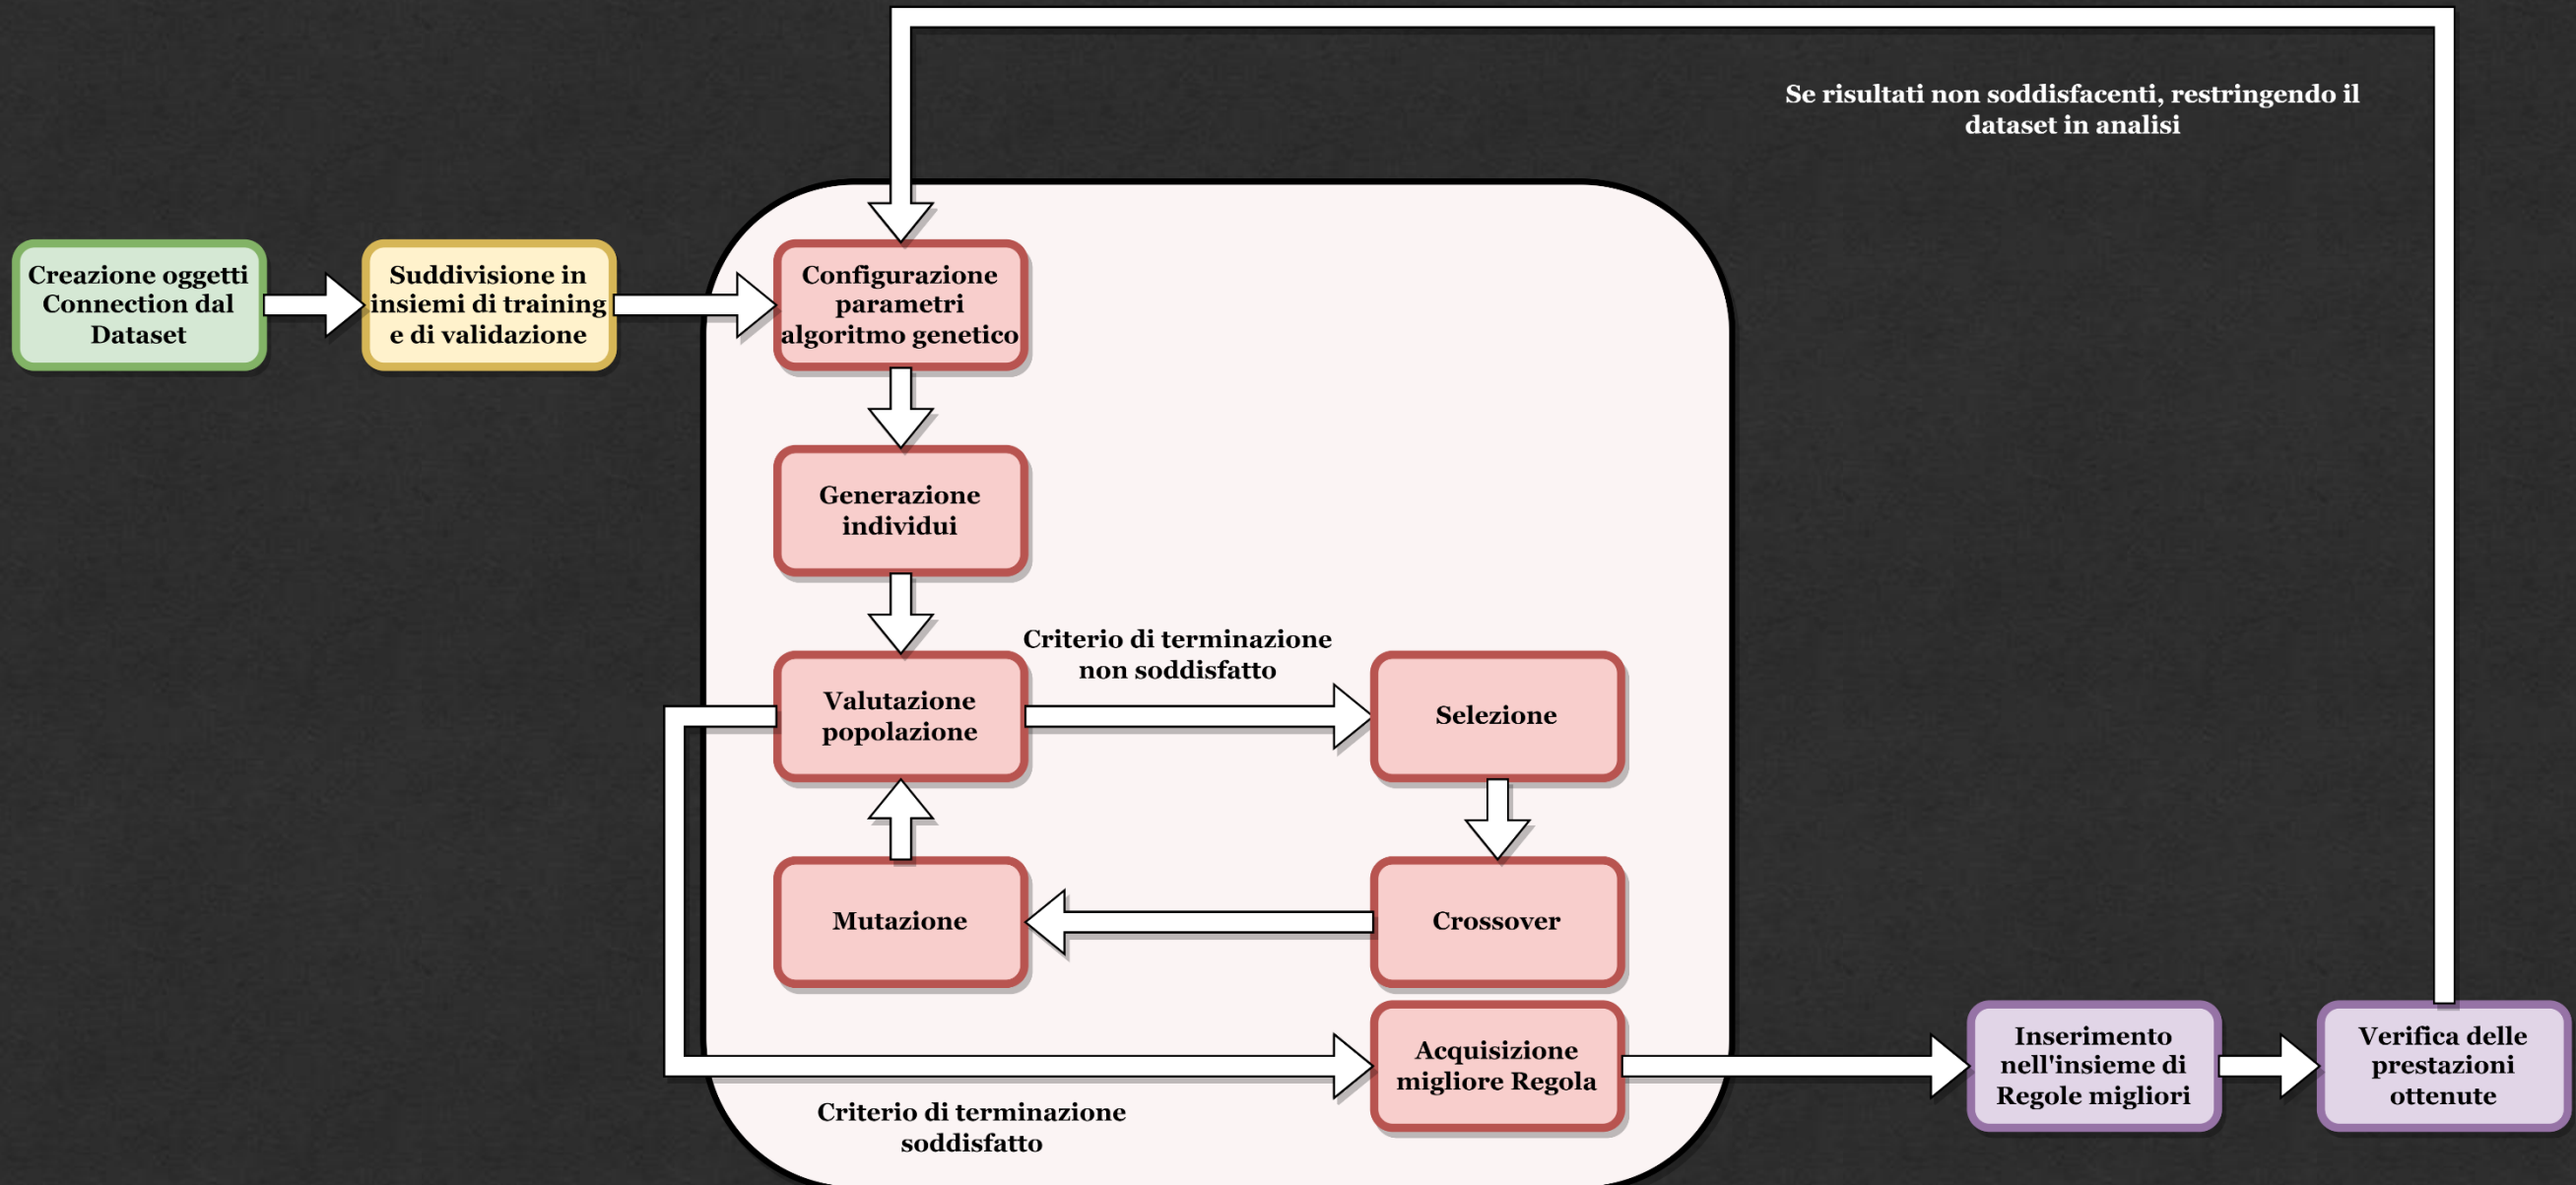 Se risultati non soddisfacenti, restringendo il
dataset in analisi
Creazione oggetti
Connection dal
Dataset
Suddivisione in
insiemi di training
e di validazione
Configurazione
parametri
algoritmo genetico
Generazione
individui
Criterio di terminazione
non soddisfatto
Valutazione
popolazione
Selezione
Mutazione
Crossover
Acquisizione
migliore Regola
Inserimento
nell'insieme di
Regole migliori
Verifica delle
prestazioni
ottenute
Criterio di terminazione
soddisfatto